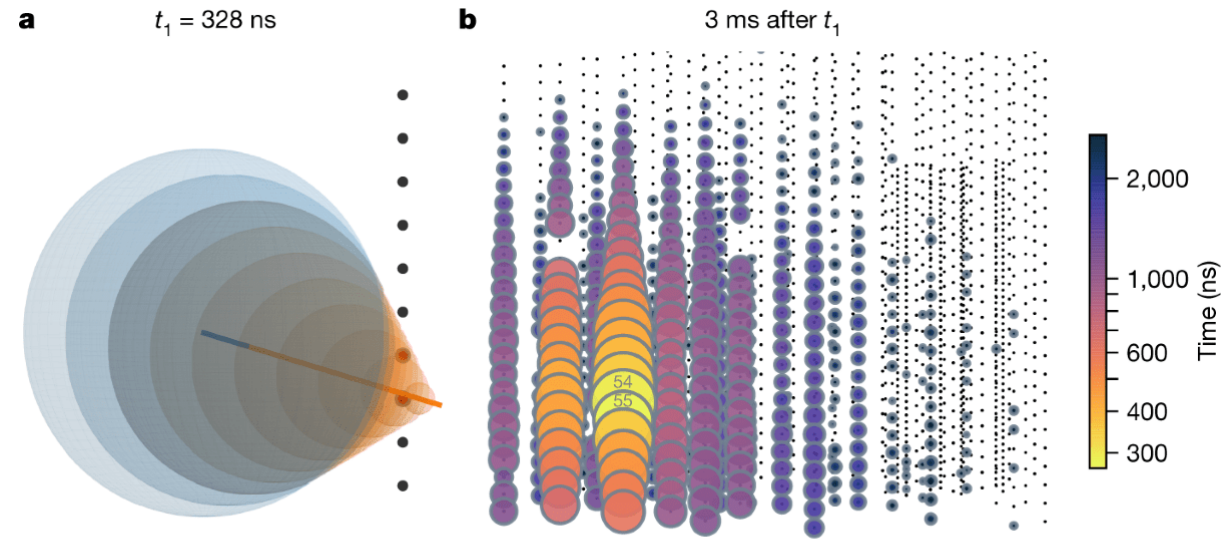 a
t₁ = 328 ns
b
3 ms after t₁
54
55
2,000
1,000
600
400
300
Time (ns)